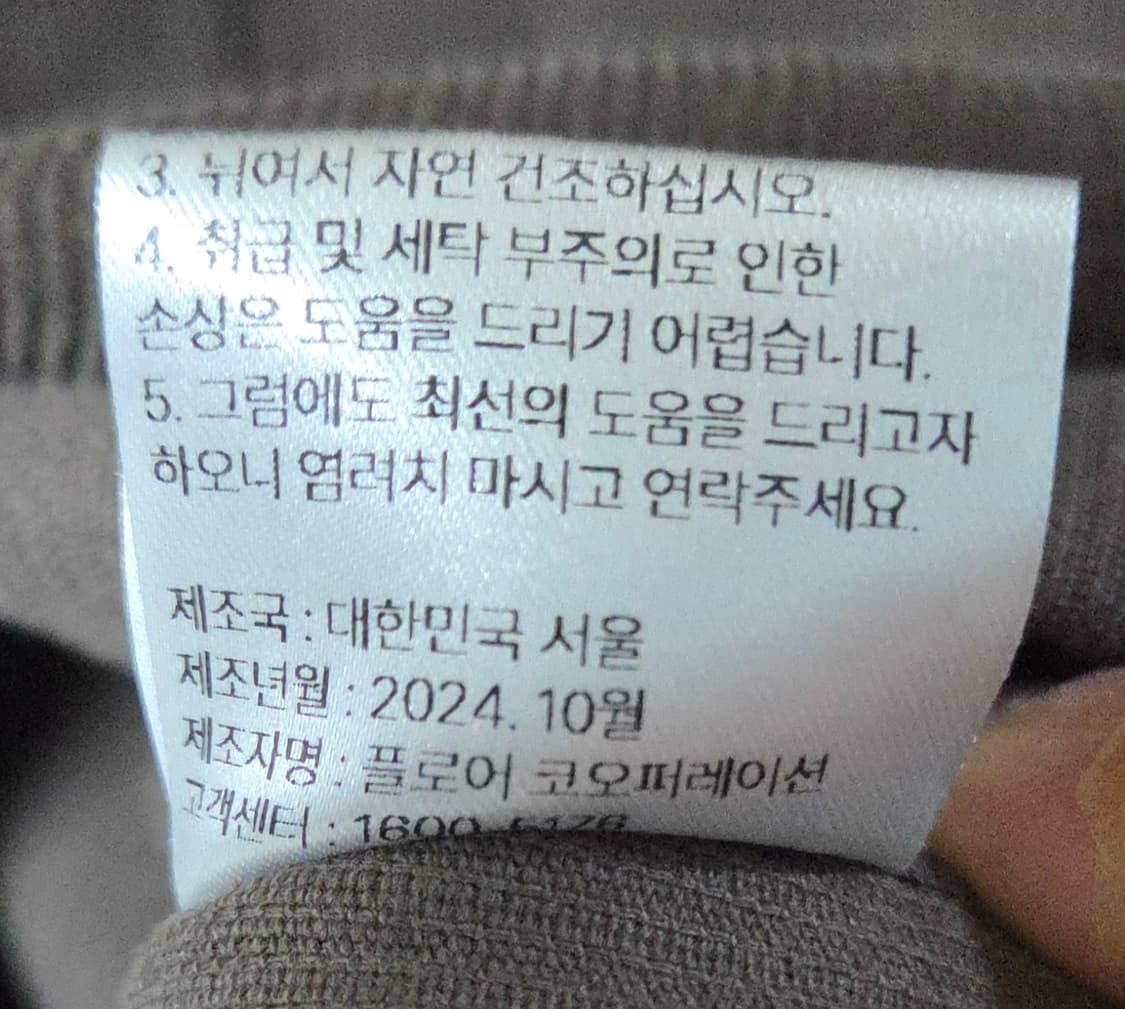 3. 뉘여서 자연 건조하십시오.
4. 취급 및 세탁 부주의로 인한
손상은 도움을 드리기 어렵습니다.
5. 그럼에도 최선의 도움을 드리고자
하오니 염려치 마시고 연락주세요.
제조국 : 대한민국 서울
제조년월 : 2024. 10월
제조자명 : 플로어 코오퍼레이션
고객센터 : 1600